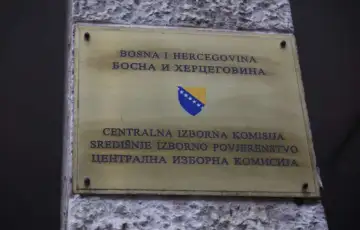 BOSNA I HERCEGOVINA
БОСНА И ХЕРЦЕГОВИНА
CENTRALNA IZBORNA KOMISIJA
SREDIŠNJE IZBORNO POVJERENSTVO
ЦЕНТРАЛНА ИЗБОРНА КОМИСИЈА